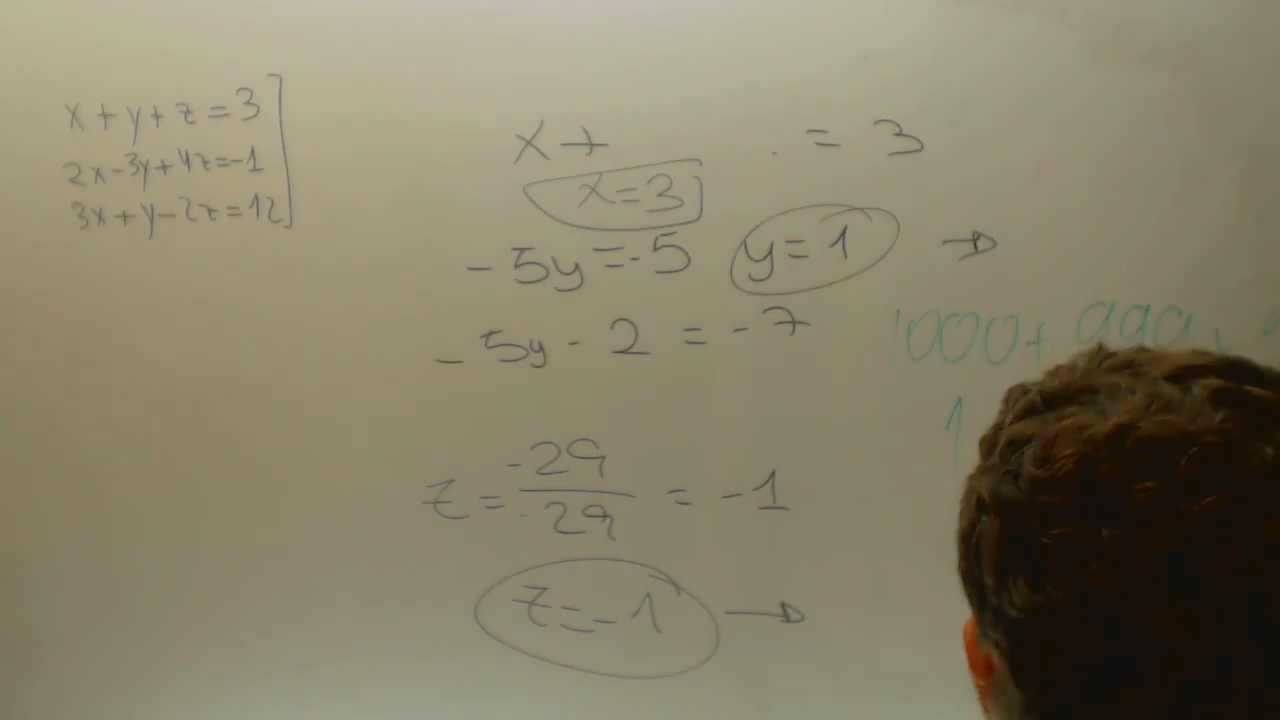 x + y + z = 3
2x - 3y + 4z = -1
3x + y - 2z = 12
x + . = 3
x = 3
- 5y = - 5 y = 1 →
- 5y - 2 = - 7
z = -29 / 29 = - 1
z = - 1 →
1000+ aaa
1